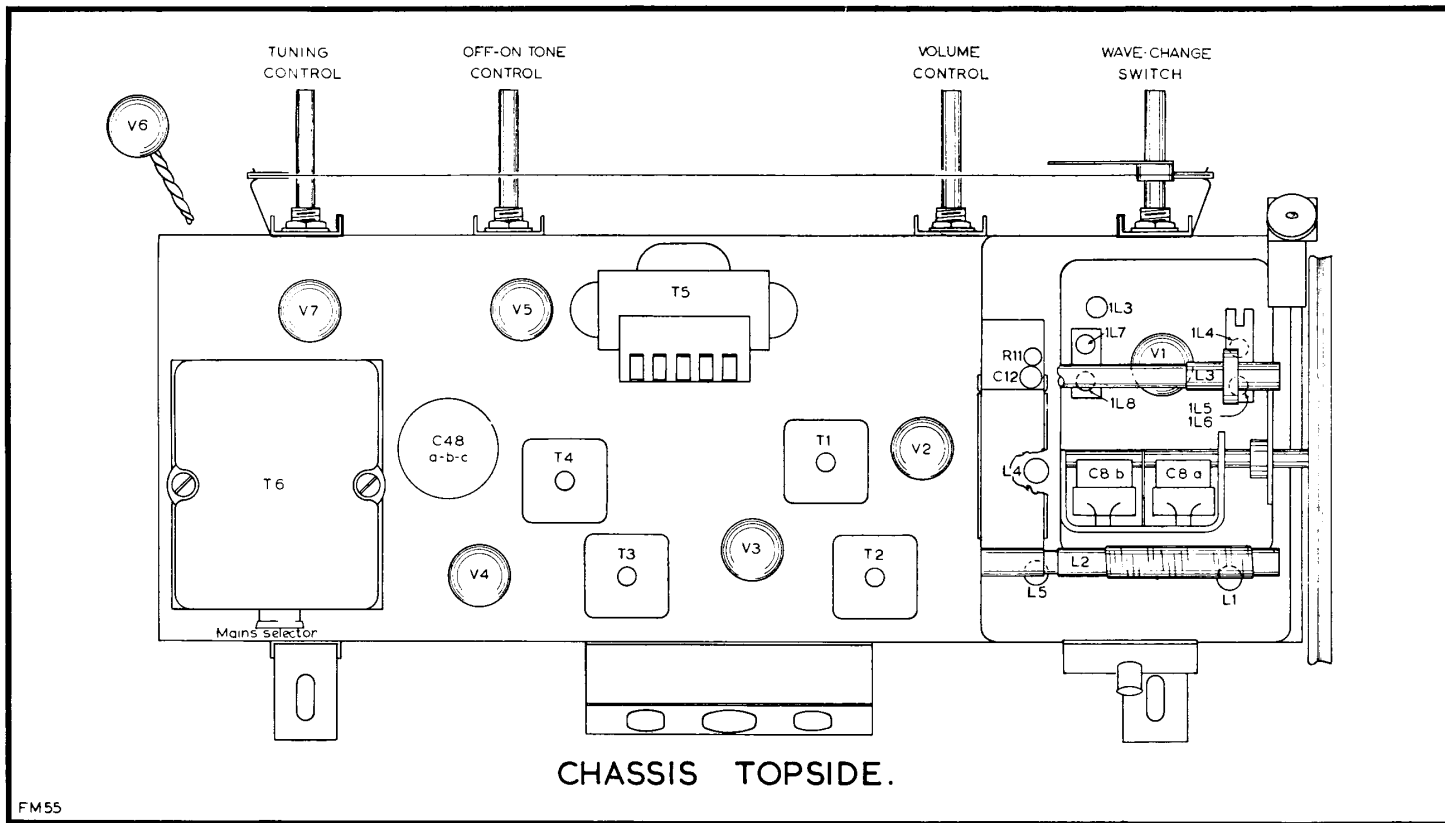 TUNING
CONTROL
OFF-ON TONE
CONTROL
VOLUME
CONTROL
WAVE-CHANGE
SWITCH
V6
V7
V5
T5
1L3
1L7
1L4
V1
R11
C12
L3
1L8
1L5
1L6
C48
a-b-c
T4
T1
V2
L4
C8 b
C8 a
T6
V4
T3
V3
T2
L2
L5
L1
Mains selector
CHASSIS TOPSIDE.
FM55